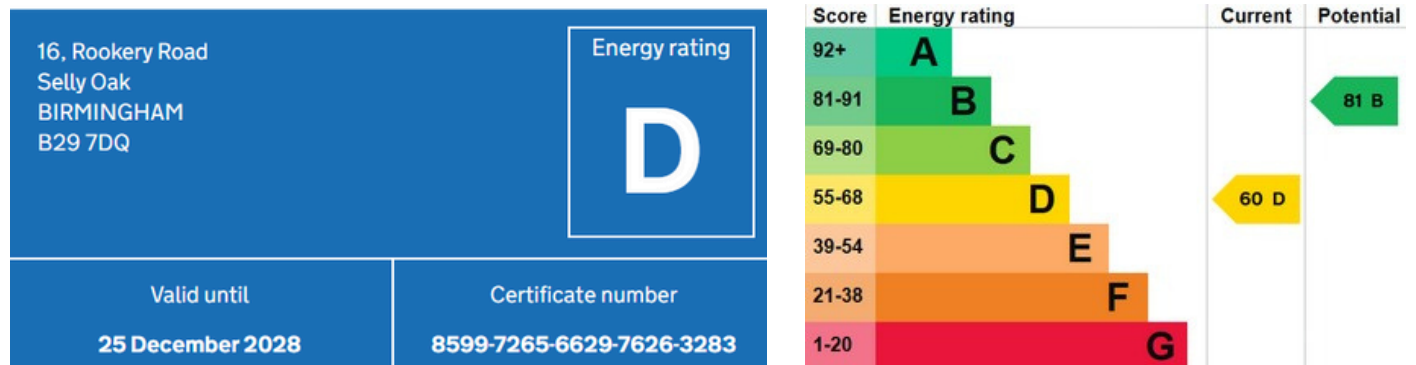 16, Rookery Road
Selly Oak
BIRMINGHAM
B29 7DQ
Energy rating
D
Valid until
25 December 2028
Certificate number
8599-7265-6629-7626-3283
Score Energy rating Current Potential
92+ A
81-91 B 81 B
69-80 C
55-68 D 60 D
39-54 E
21-38 F
1-20 G